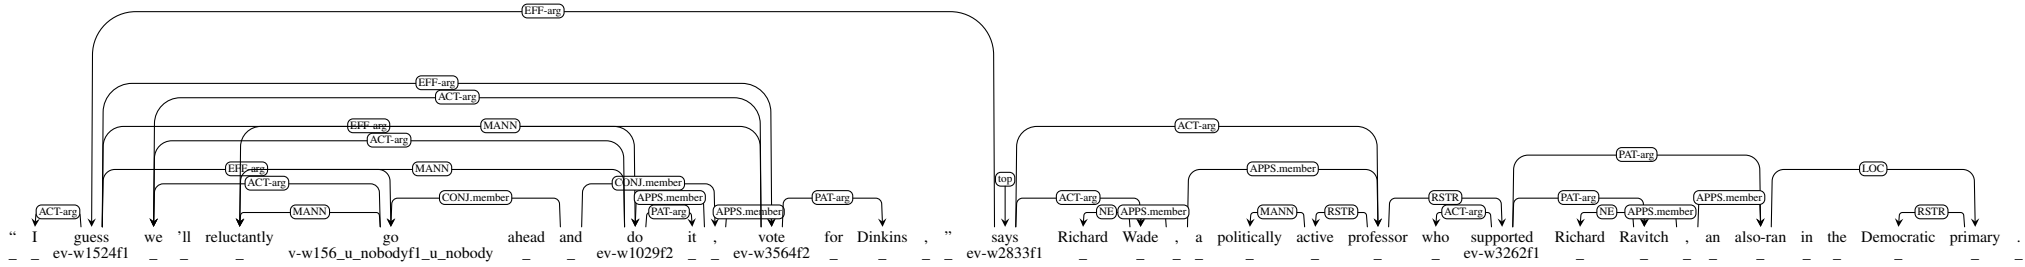 EFF-arg
EFF-arg
ACT-arg
EFF-arg MANN ACT-arg
ACT-arg
EFF-arg MANN APPS.member PAT-arg LOC
ACT-arg CONJ.member top
CONJ.member APPS.member PAT-arg ACT-arg RSTR PAT-arg APPS.member
ACT-arg MANN PAT-arg APPS.member NE APPS.member MANN RSTR ACT-arg NE APPS.member RSTR
“ I guess we ’ll reluctantly go ahead and do it , vote for Dinkins , ” says Richard Wade , a politically active professor who supported Richard Ravitch , an also-ran in the Democratic primary .
_ _ ev-w1524f1 _ _ _ v-w156_u_nobodyf1_u_nobody _ _ ev-w1029f2 _ _ ev-w3564f2 _ _ _ _ ev-w2833f1 _ _ _ _ _ _ _ _ ev-w3262f1 _ _ _ _ _ _ _ _ _ _